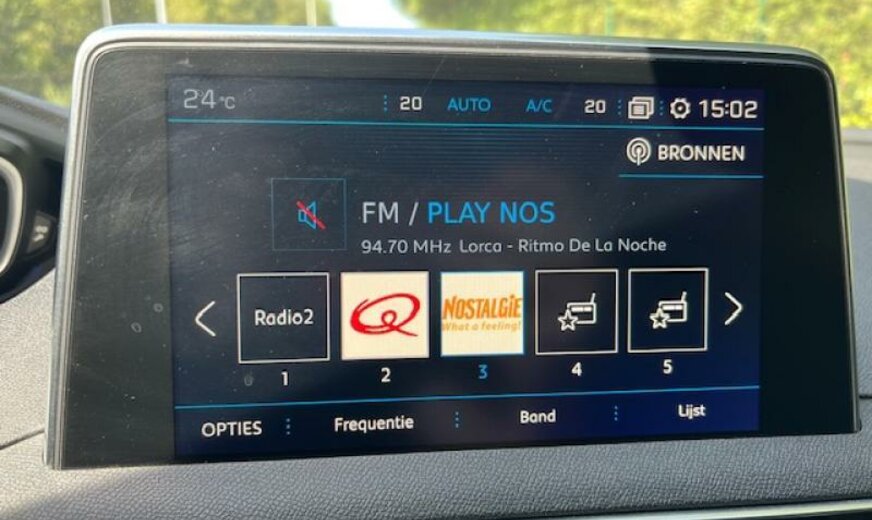 24°C 20 AUTO A/C 20 15:02
BRONNEN
FM / PLAY NOS
94.70 MHz Lorca - Ritmo De La Noche
Radio2 Q NOSTALGiE
What a feeling!
1 2 3 4 5
OPTIES Frequentie Band Lijst